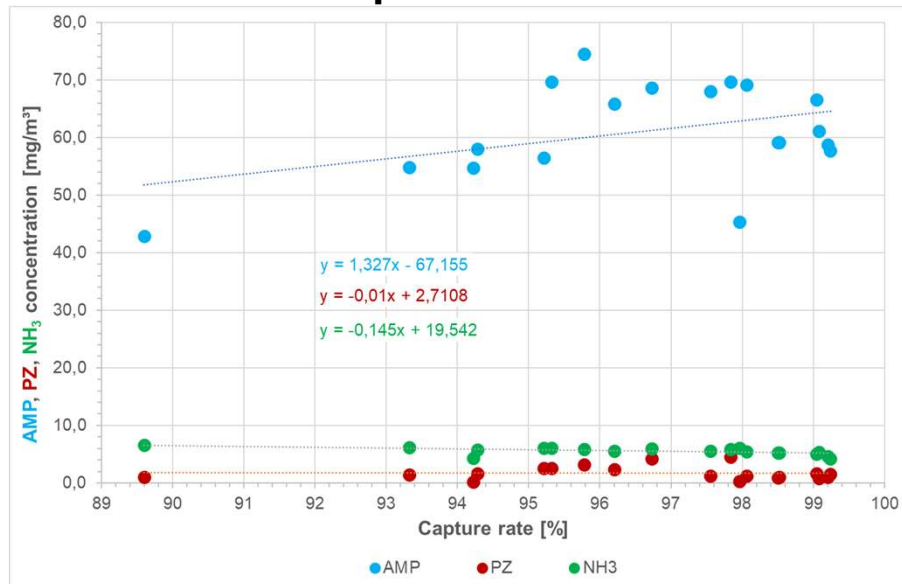 80,0
70,0
60,0
50,0
40,0
30,0
20,0
10,0
0,0
AMP, PZ, NH₃ concentration [mg/m³]
y = 1,327x - 67,155
y = -0,01x + 2,7108
y = -0,145x + 19,542
89 90 91 92 93 94 95 96 97 98 99 100
Capture rate [%]
AMP PZ NH3